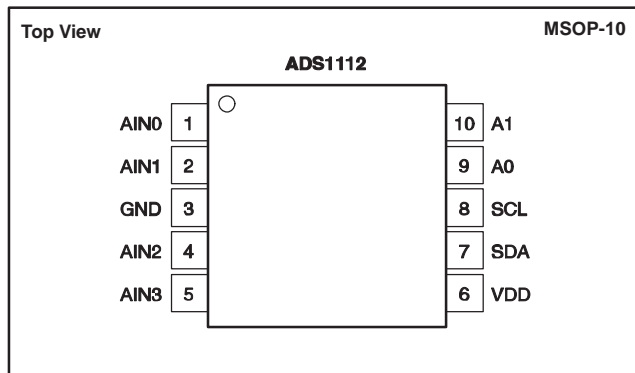 Top View
MSOP-10
ADS1112
AIN0 1
10 A1
AIN1 2
9 A0
GND 3
8 SCL
AIN2 4
7 SDA
AIN3 5
6 VDD